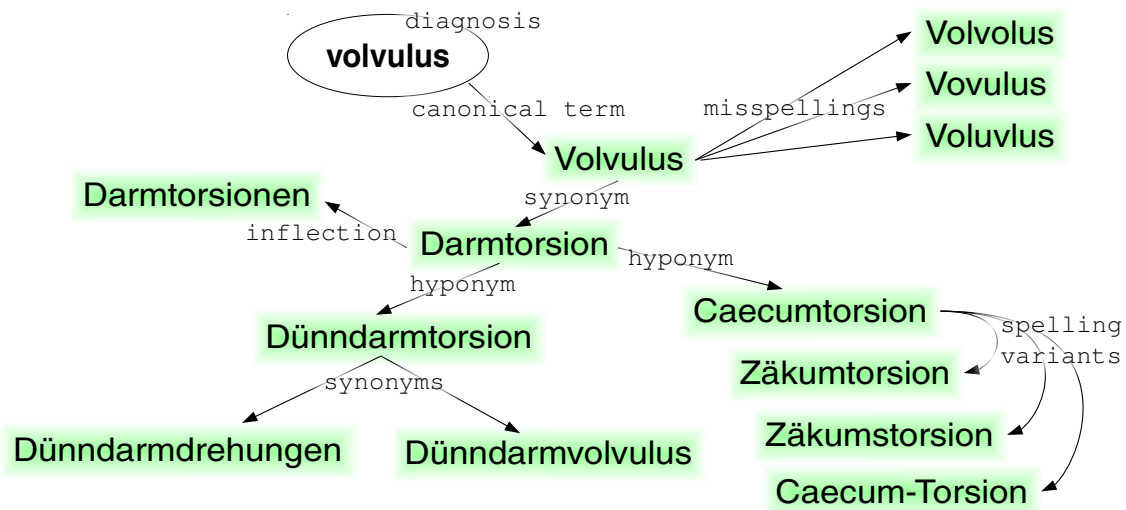 diagnosis
volvulus
canonical term
misspellings
Volvolus
Vovulus
Voluvlus
Volvulus
synonym
Darmtorsionen
inflection
Darmtorsion
hyponym
hyponym
Dünndarmtorsion
Caecumtorsion
spelling
variants
synonyms
Zäkumtorsion
Dünndarmdrehungen
Dünndarmvolvulus
Zäkumstorsion
Caecum-Torsion